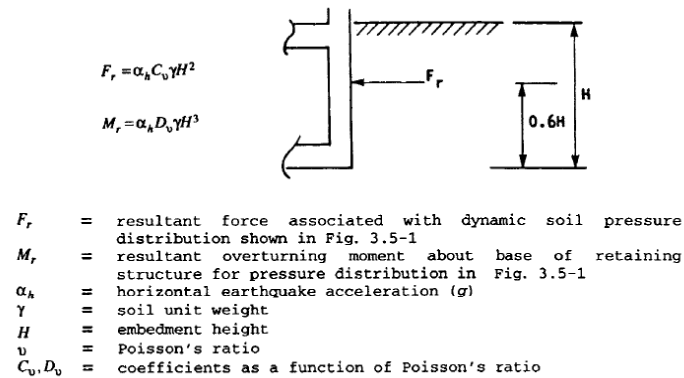 F_r = α_h C_υ γH²
F_r
H
M_r = α_h D_υ γH³
0.6H
F_r = resultant force associated with dynamic soil pressure
distribution shown in Fig. 3.5-1
M_r = resultant overturning moment about base of retaining
structure for pressure distribution in Fig. 3.5-1
α_h = horizontal earthquake acceleration (g)
γ = soil unit weight
H = embedment height
υ = Poisson's ratio
C_υ, D_υ = coefficients as a function of Poisson's ratio